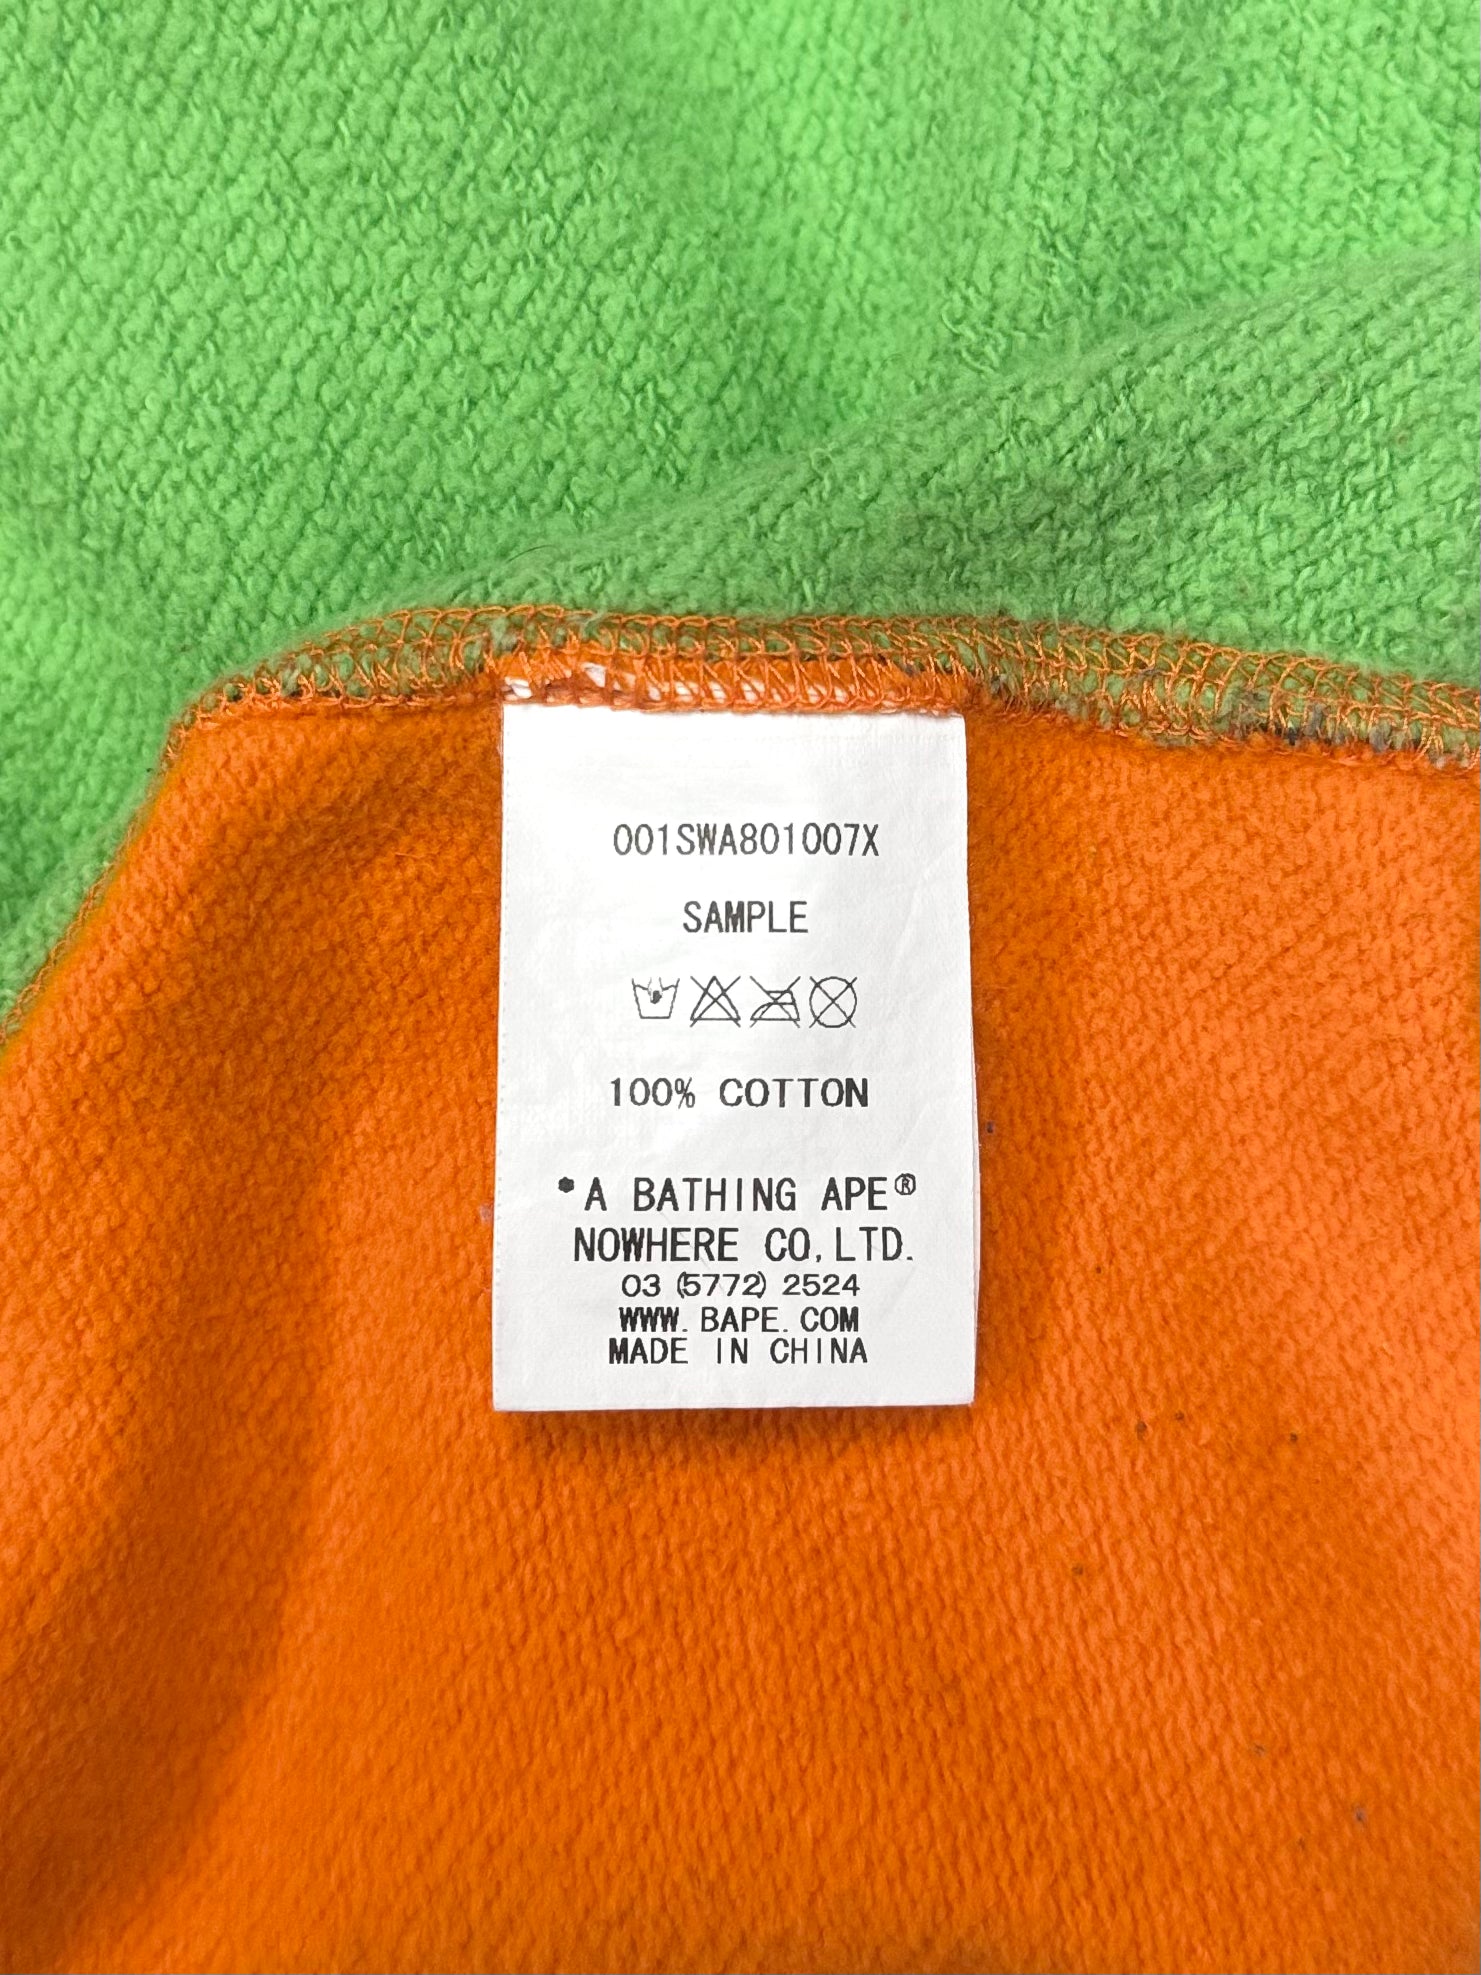 001SWA801007X
SAMPLE
100% COTTON
*A BATHING APE®
NOWHERE CO,LTD.
03 (5772) 2524
WWW. BAPE. COM
MADE IN CHINA